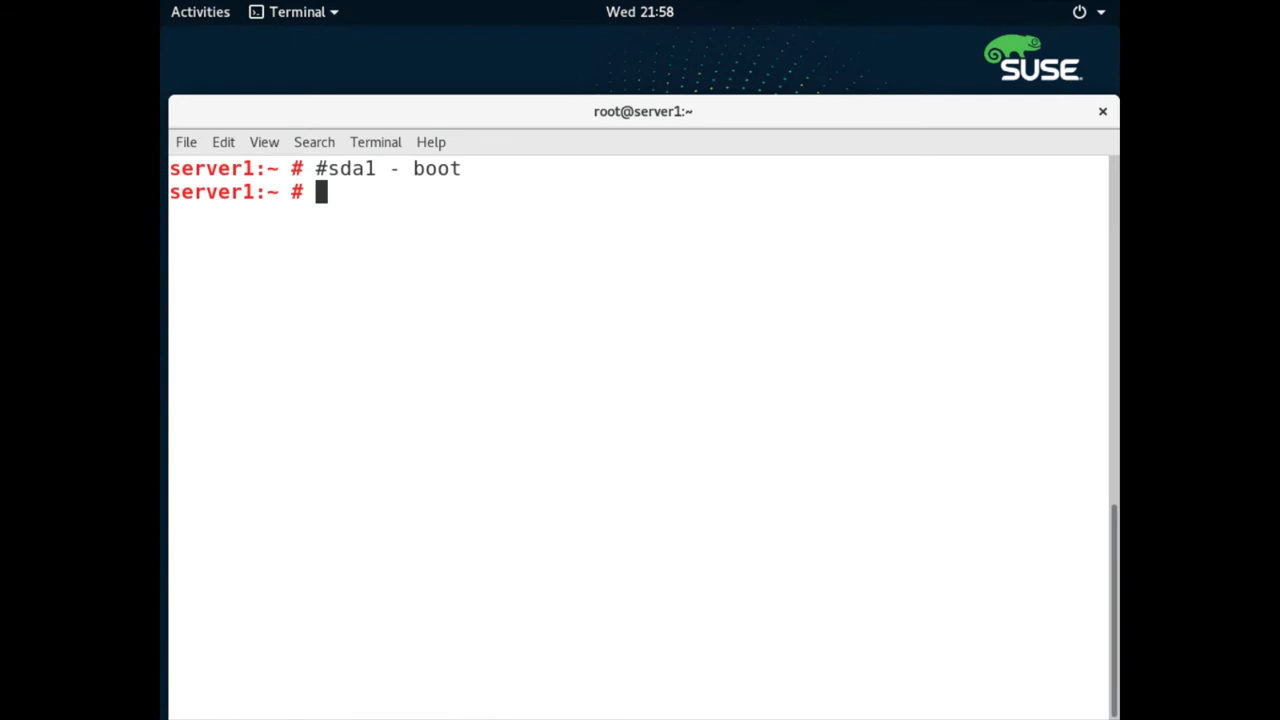 Activities Terminal Wed 21:58
SUSE
root@server1:~ ×
File Edit View Search Terminal Help
server1:~ # #sda1 - boot
server1:~ #